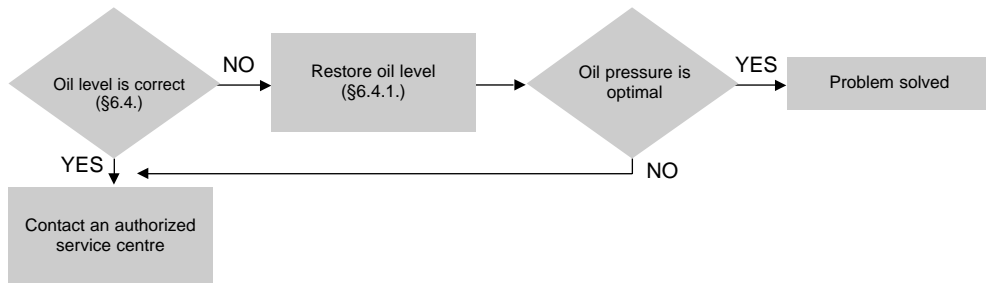 Oil level is correct
(§6.4.)
NO
Restore oil level
(§6.4.1.)
Oil pressure is
optimal
YES
Problem solved
YES
NO
Contact an authorized
service centre